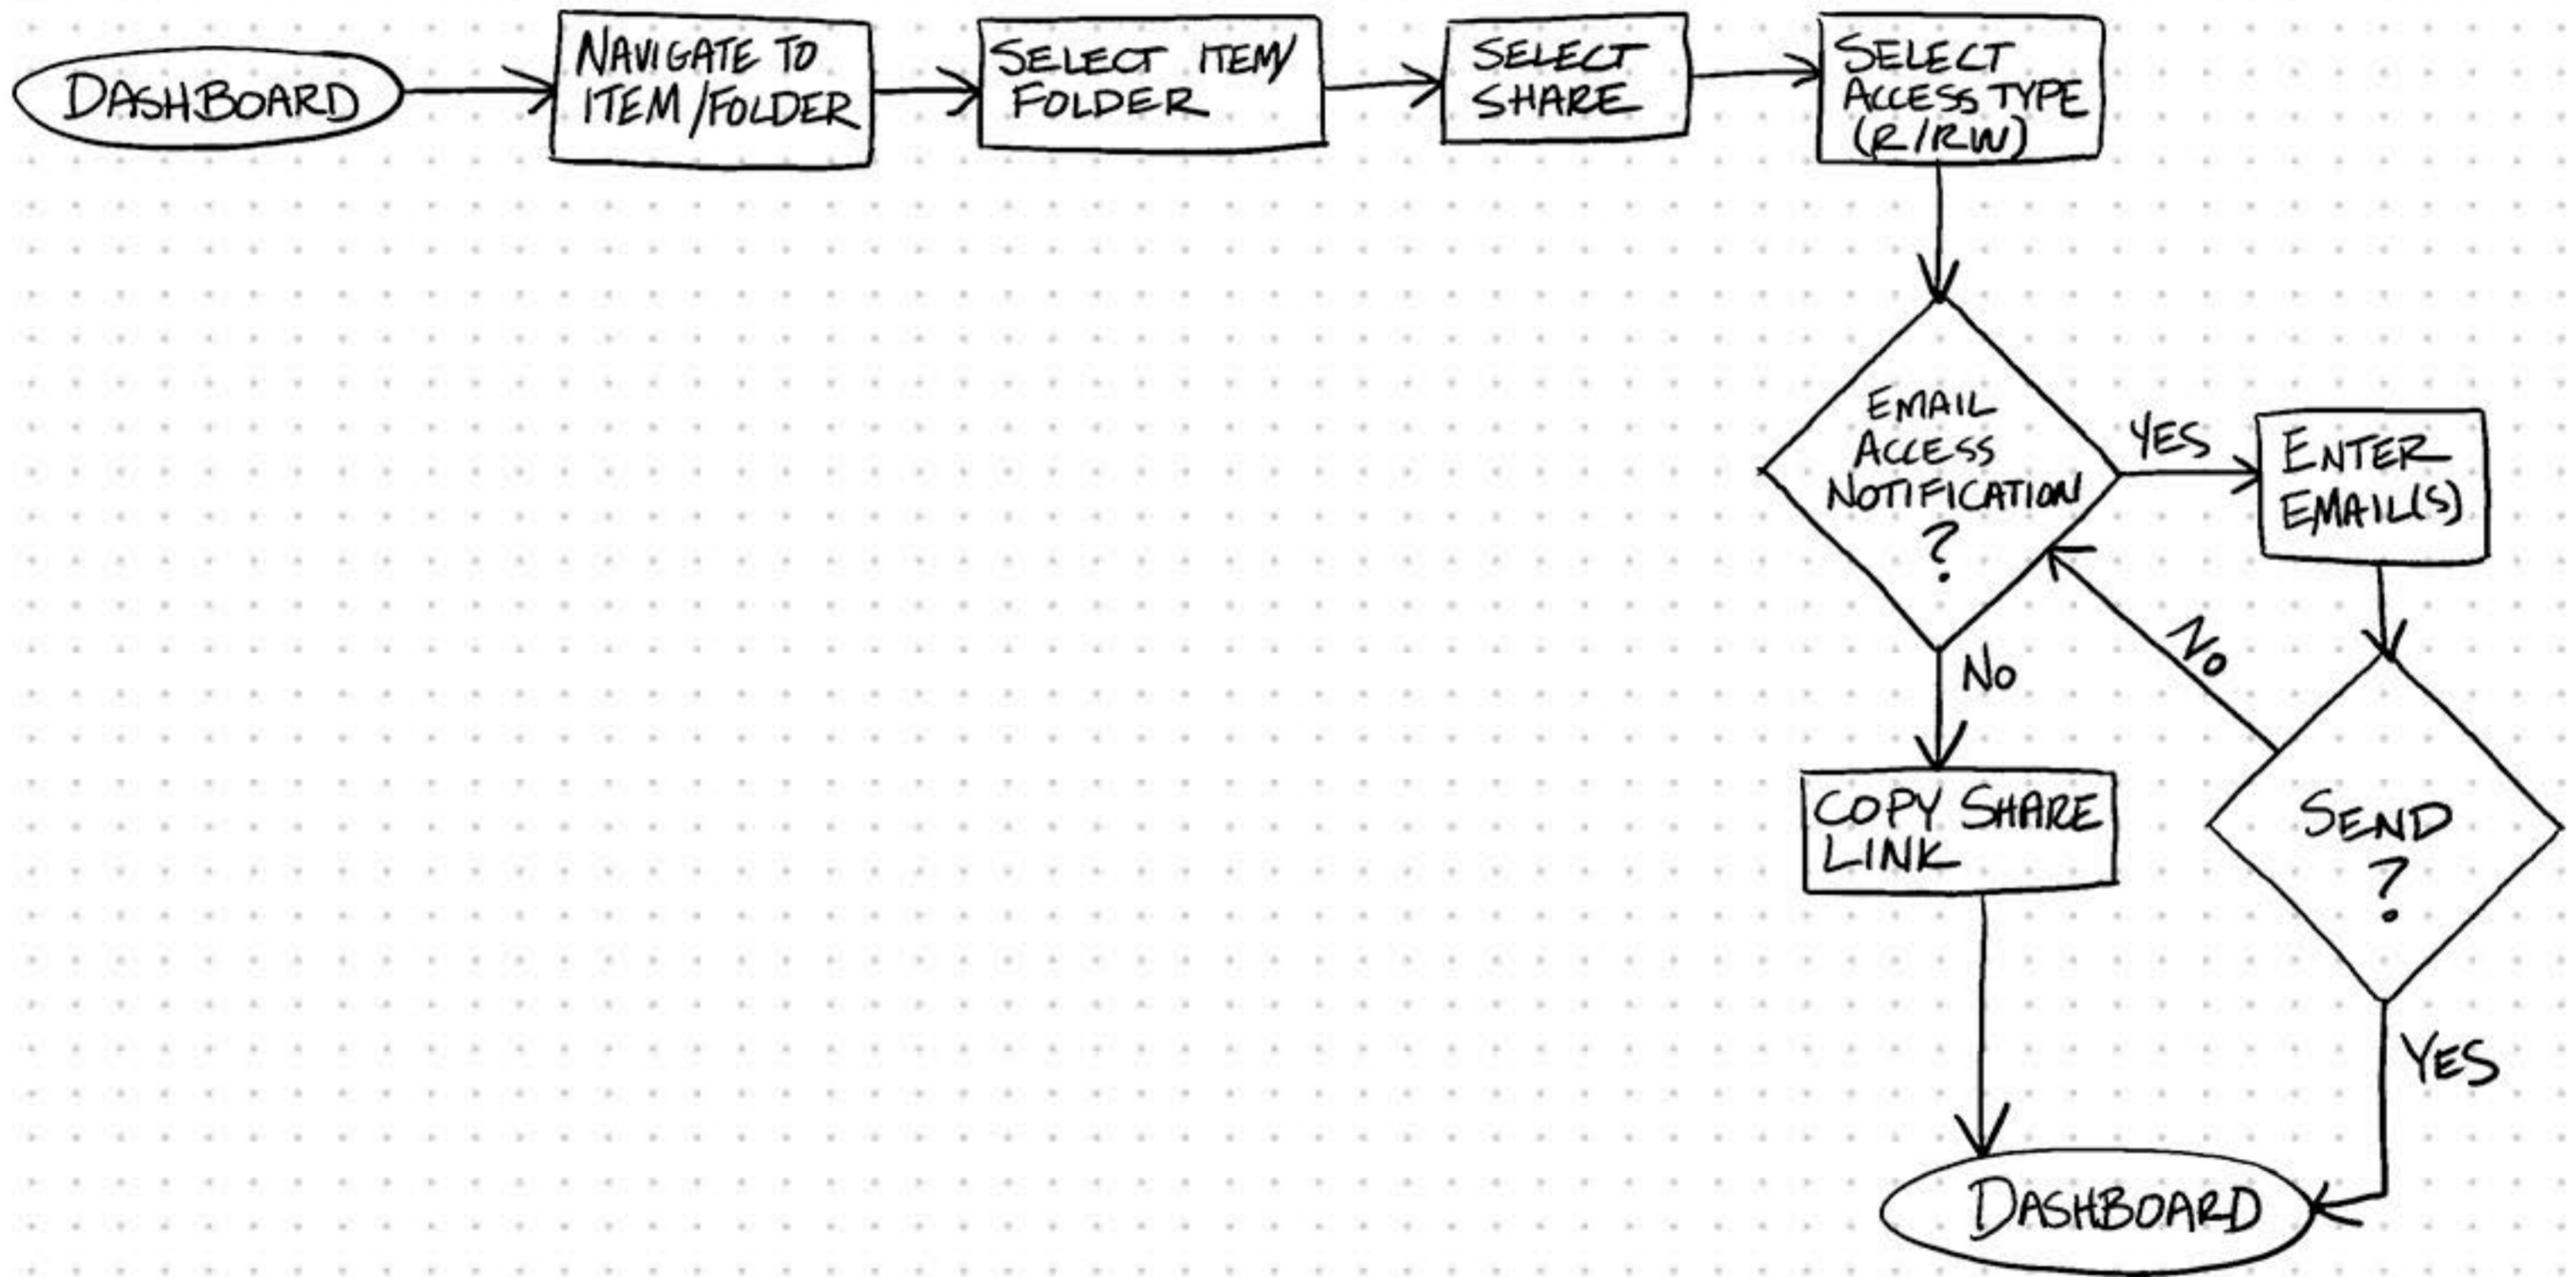 DASHBOARD
NAVIGATE TO
ITEM/FOLDER
SELECT ITEM/
FOLDER
SELECT
SHARE
SELECT
ACCESS TYPE
(R/RW)
EMAIL
ACCESS
NOTIFICATION
?
YES
ENTER
EMAIL(S)
NO
NO
COPY SHARE
LINK
SEND
?
YES
DASHBOARD